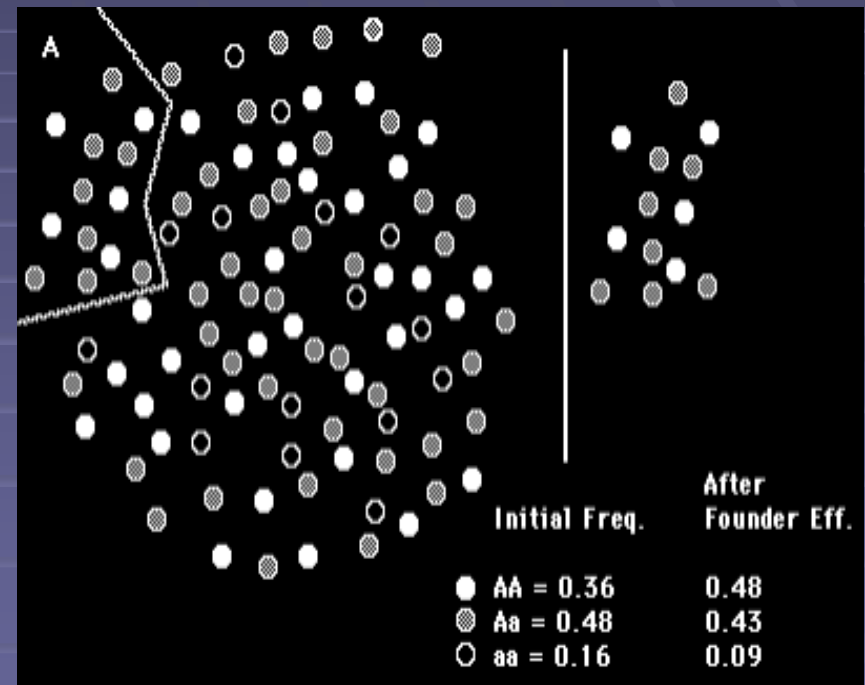 A
After
Initial Freq. Founder Eff.
AA = 0.36 0.48
Aa = 0.48 0.43
aa = 0.16 0.09